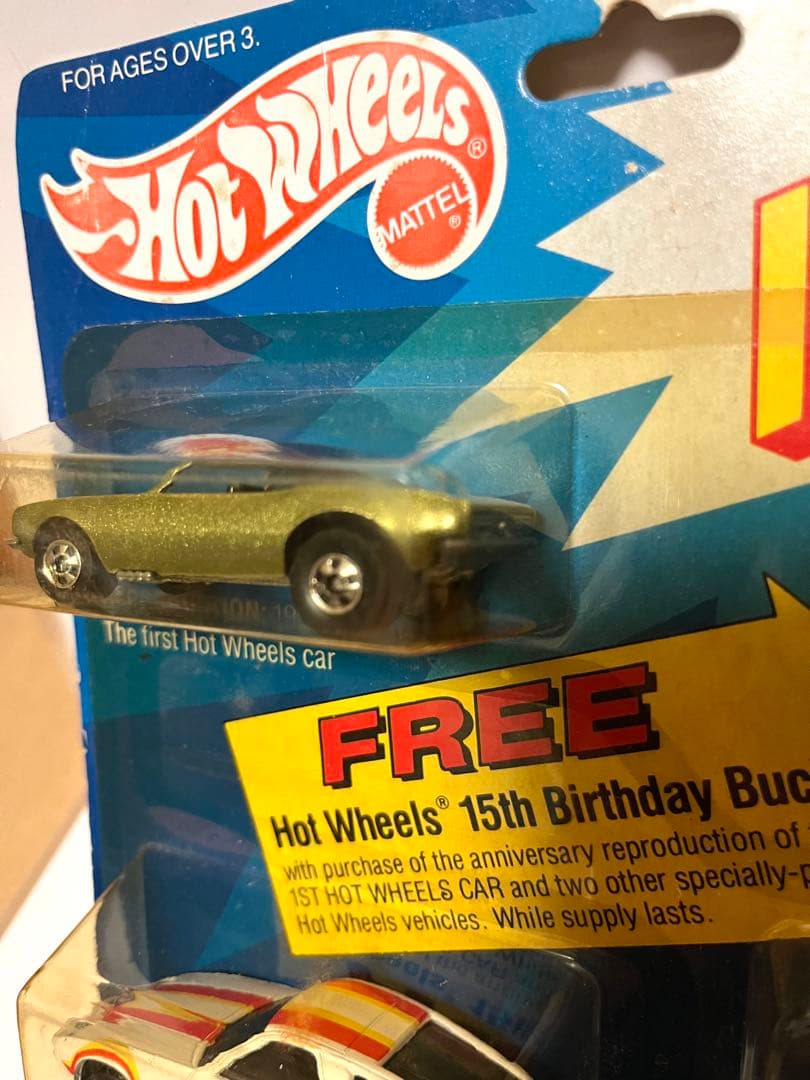 FOR AGES OVER 3.
Hot Wheels®
MATTEL®
The first Hot Wheels car
FREE
Hot Wheels® 15th Birthday Buc
with purchase of the anniversary reproduction of
1ST HOT WHEELS CAR and two other specially-p
Hot Wheels vehicles. While supply lasts.